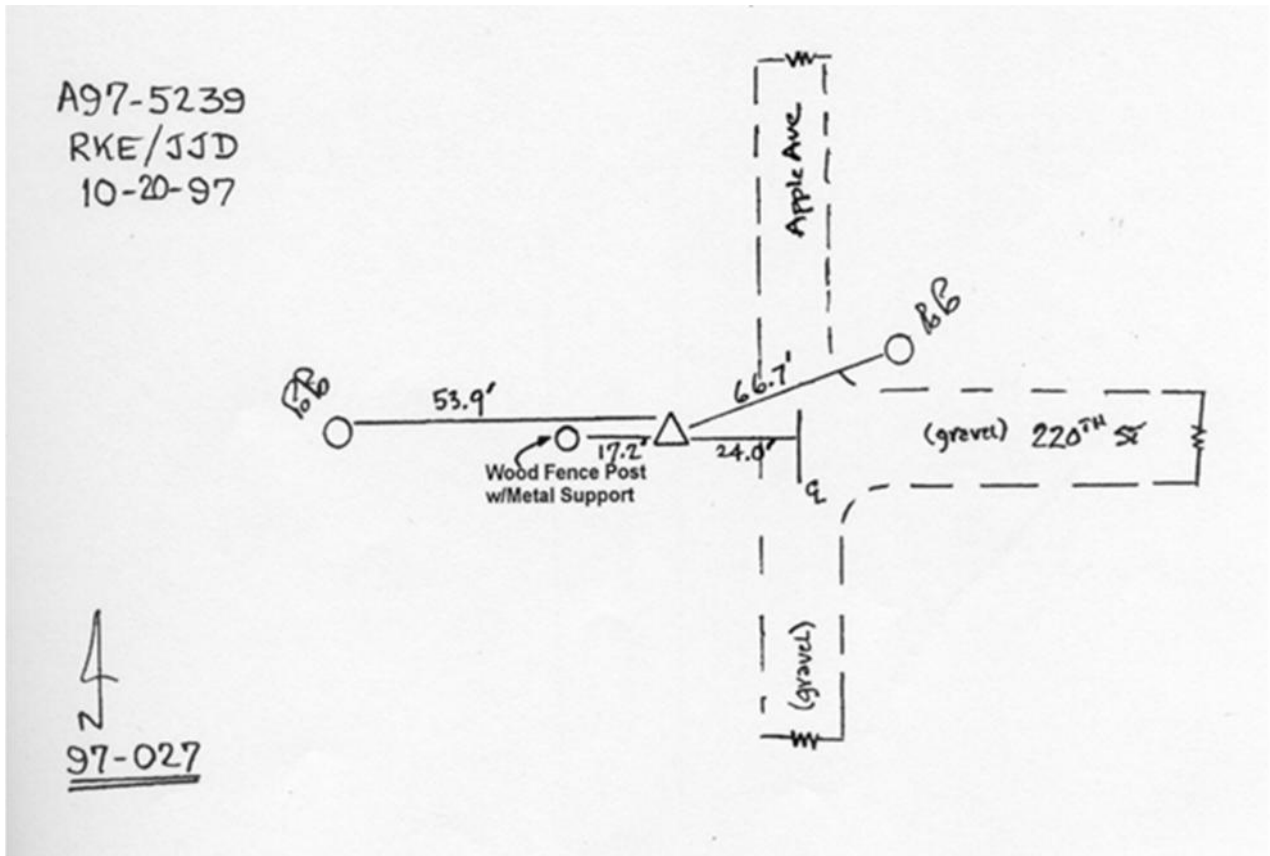 A97-5239
RKE/JJD
10-20-97
Apple Ave
66.7'
53.9'
17.2'
24.0'
Wood Fence Post
w/Metal Support
℄
(gravel) 220TH St
(gravel)
N
97-027